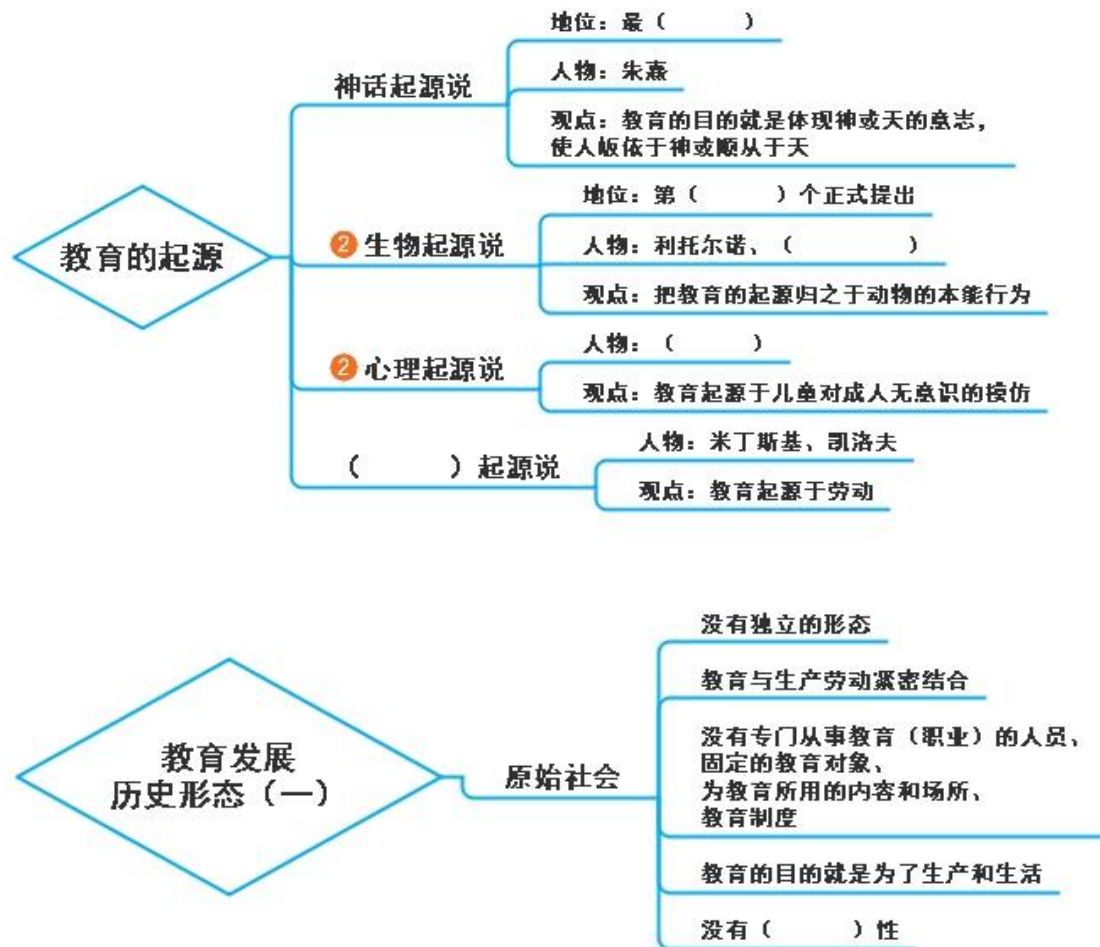 地位：最（　　　）
神话起源说
人物：朱熹
观点：教育的目的就是体现神或天的意志，
使人皈依于神或顺从于天
教育的起源
地位：第（　　　）个正式提出
2 生物起源说
人物：利托尔诺、（　　　　）
观点：把教育的起源归之于动物的本能行为
人物：（　　　）
2 心理起源说
观点：教育起源于儿童对成人无意识的模仿
（　　　）起源说
人物：米丁斯基、凯洛夫
观点：教育起源于劳动
教育发展
历史形态（一）
原始社会
没有独立的形态
教育与生产劳动紧密结合
没有专门从事教育（职业）的人员、
固定的教育对象、
为教育所用的内容和场所、
教育制度
教育的目的就是为了生产和生活
没有（　　　）性